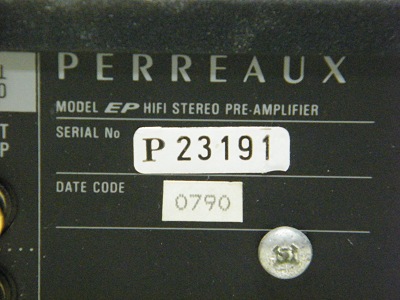 PERREAUX
MODEL EP HIFI STEREO PRE-AMPLIFIER
SERIAL No P 23191
DATE CODE 0790